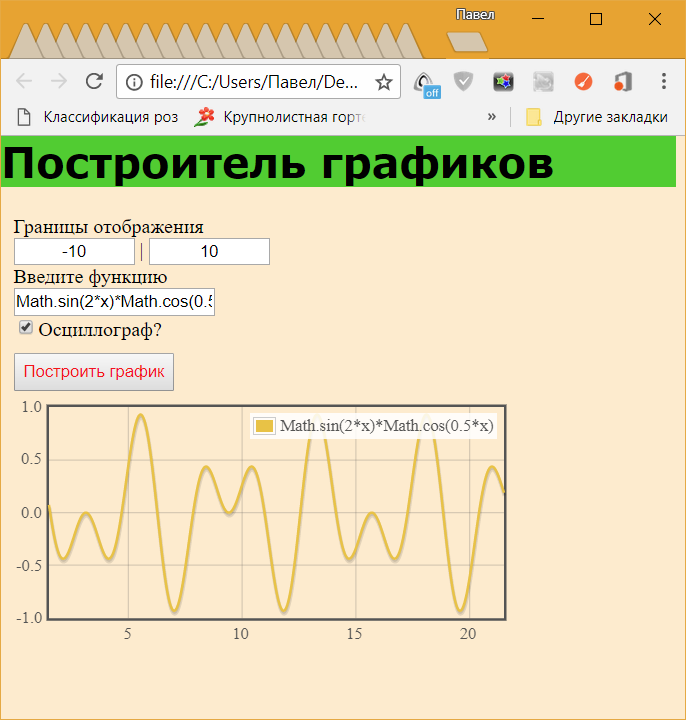 Павел
file:///C:/Users/Павел/De...
off
Классификация роз
Крупнолистная горте
»
Другие закладки
Построитель графиков
Границы отображения
-10 | 10
Введите функцию
Math.sin(2*x)*Math.cos(0.5
Осциллограф?
Построить график
Math.sin(2*x)*Math.cos(0.5*x)
1.0
0.5
0.0
-0.5
-1.0
5 10 15 20